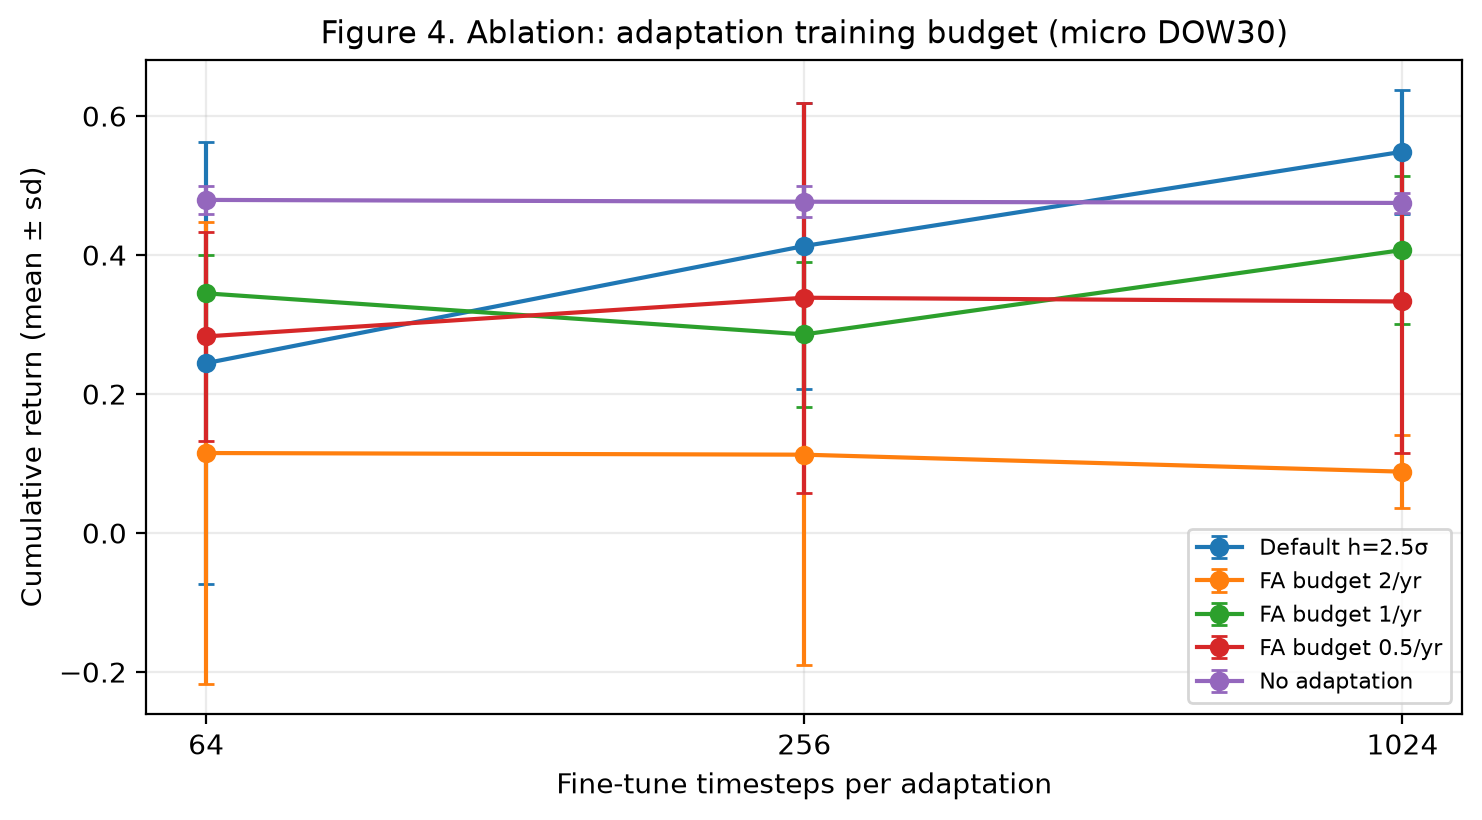 Figure 4. Ablation: adaptation training budget (micro DOW30)
Cumulative return (mean ± sd)
0.6
0.4
0.2
0.0
−0.2
64
256
1024
Fine-tune timesteps per adaptation
Default h=2.5σ
FA budget 2/yr
FA budget 1/yr
FA budget 0.5/yr
No adaptation